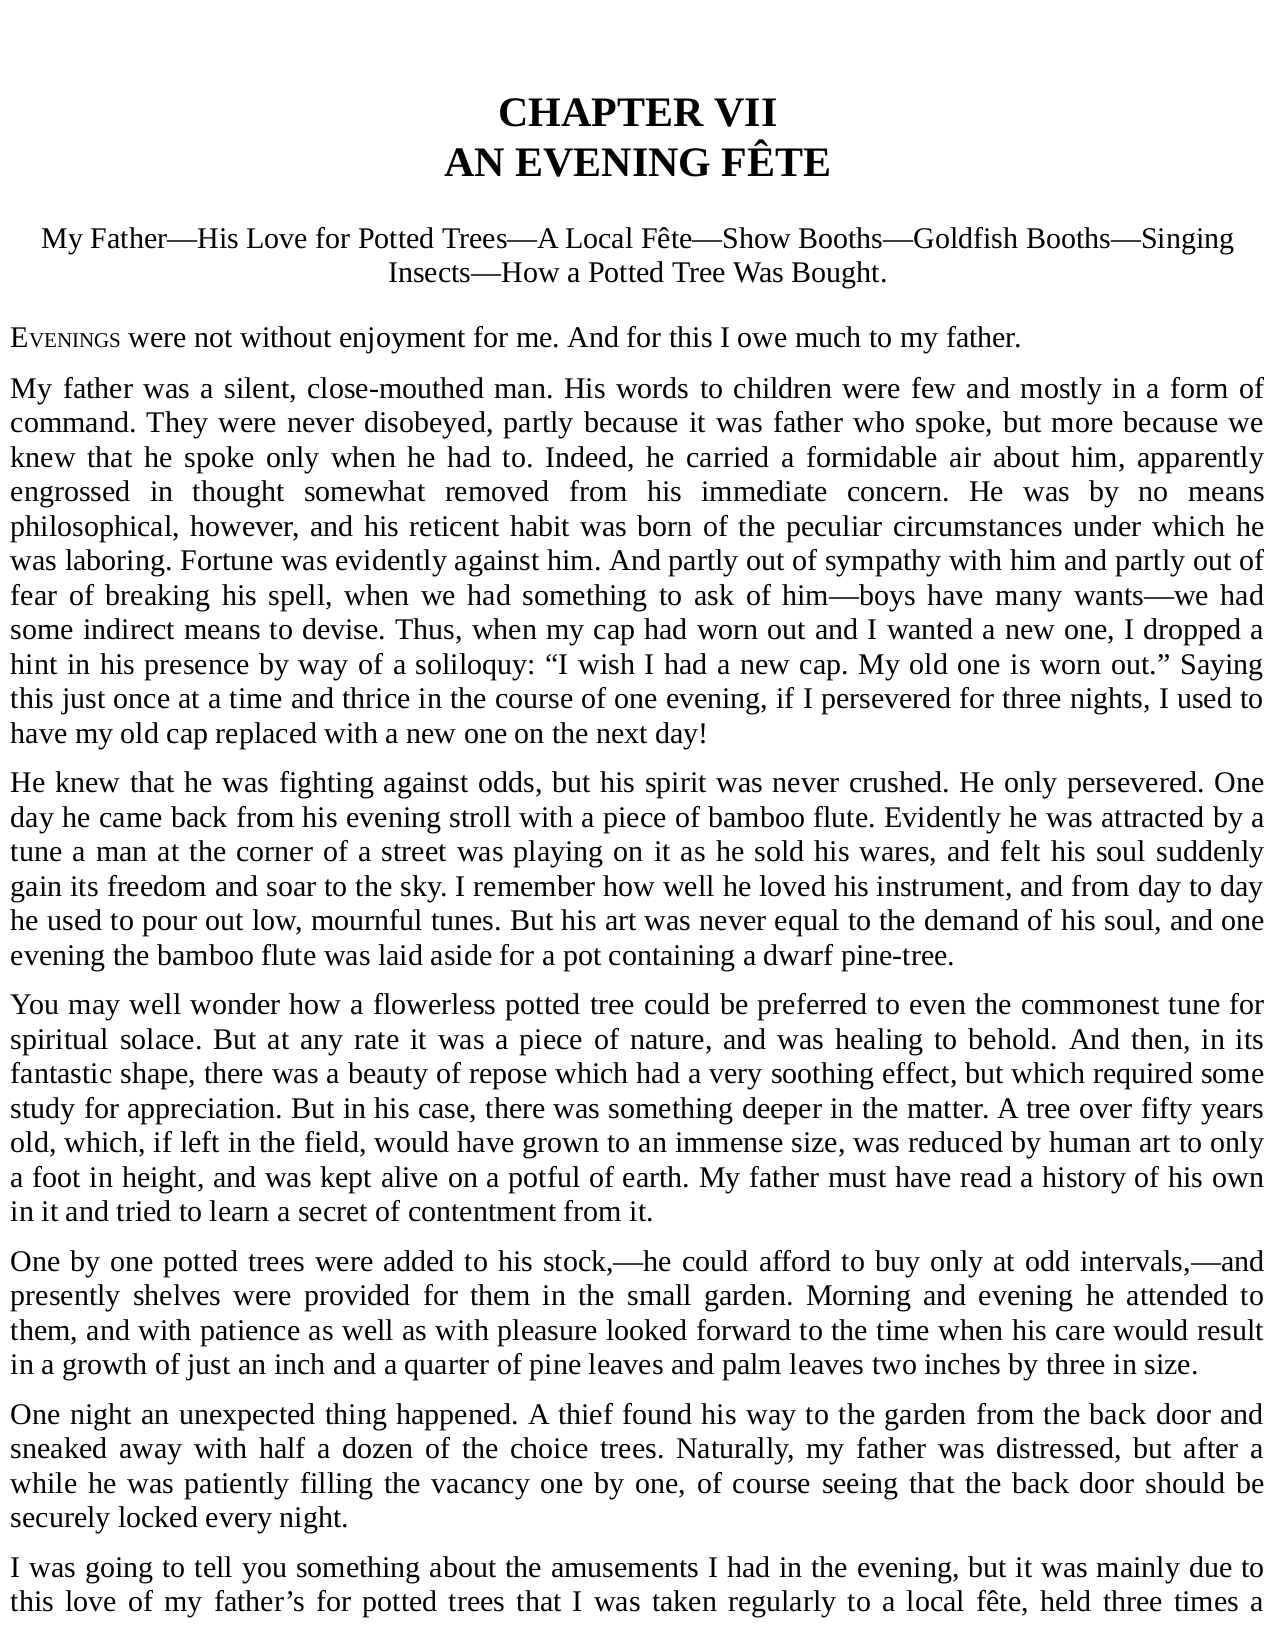 CHAPTER VII
AN EVENING FÊTE
My Father—His Love for Potted Trees—A Local Fête—Show Booths—Goldfish Booths—Singing
Insects—How a Potted Tree Was Bought.
EVENINGS were not without enjoyment for me. And for this I owe much to my father.
My father was a silent, close-mouthed man. His words to children were few and mostly in a form of
command. They were never disobeyed, partly because it was father who spoke, but more because we
knew that he spoke only when he had to. Indeed, he carried a formidable air about him, apparently
engrossed in thought somewhat removed from his immediate concern. He was by no means
philosophical, however, and his reticent habit was born of the peculiar circumstances under which he
was laboring. Fortune was evidently against him. And partly out of sympathy with him and partly out of
fear of breaking his spell, when we had something to ask of him—boys have many wants—we had
some indirect means to devise. Thus, when my cap had worn out and I wanted a new one, I dropped a
hint in his presence by way of a soliloquy: “I wish I had a new cap. My old one is worn out.” Saying
this just once at a time and thrice in the course of one evening, if I persevered for three nights, I used to
have my old cap replaced with a new one on the next day!
He knew that he was fighting against odds, but his spirit was never crushed. He only persevered. One
day he came back from his evening stroll with a piece of bamboo flute. Evidently he was attracted by a
tune a man at the corner of a street was playing on it as he sold his wares, and felt his soul suddenly
gain its freedom and soar to the sky. I remember how well he loved his instrument, and from day to day
he used to pour out low, mournful tunes. But his art was never equal to the demand of his soul, and one
evening the bamboo flute was laid aside for a pot containing a dwarf pine-tree.
You may well wonder how a flowerless potted tree could be preferred to even the commonest tune for
spiritual solace. But at any rate it was a piece of nature, and was healing to behold. And then, in its
fantastic shape, there was a beauty of repose which had a very soothing effect, but which required some
study for appreciation. But in his case, there was something deeper in the matter. A tree over fifty years
old, which, if left in the field, would have grown to an immense size, was reduced by human art to only
a foot in height, and was kept alive on a potful of earth. My father must have read a history of his own
in it and tried to learn a secret of contentment from it.
One by one potted trees were added to his stock,—he could afford to buy only at odd intervals,—and
presently shelves were provided for them in the small garden. Morning and evening he attended to
them, and with patience as well as with pleasure looked forward to the time when his care would result
in a growth of just an inch and a quarter of pine leaves and palm leaves two inches by three in size.
One night an unexpected thing happened. A thief found his way to the garden from the back door and
sneaked away with half a dozen of the choice trees. Naturally, my father was distressed, but after a
while he was patiently filling the vacancy one by one, of course seeing that the back door should be
securely locked every night.
I was going to tell you something about the amusements I had in the evening, but it was mainly due to
this love of my father’s for potted trees that I was taken regularly to a local fête, held three times a